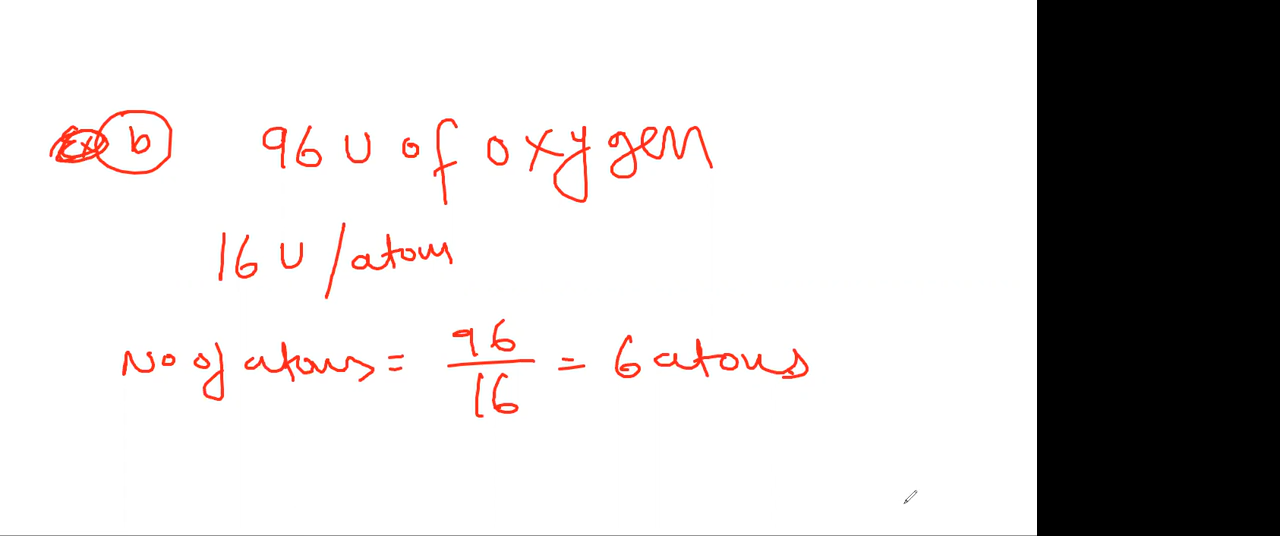 b 96 U of oxygen
16 U / atom
No of atoms = 96/16 = 6 atoms